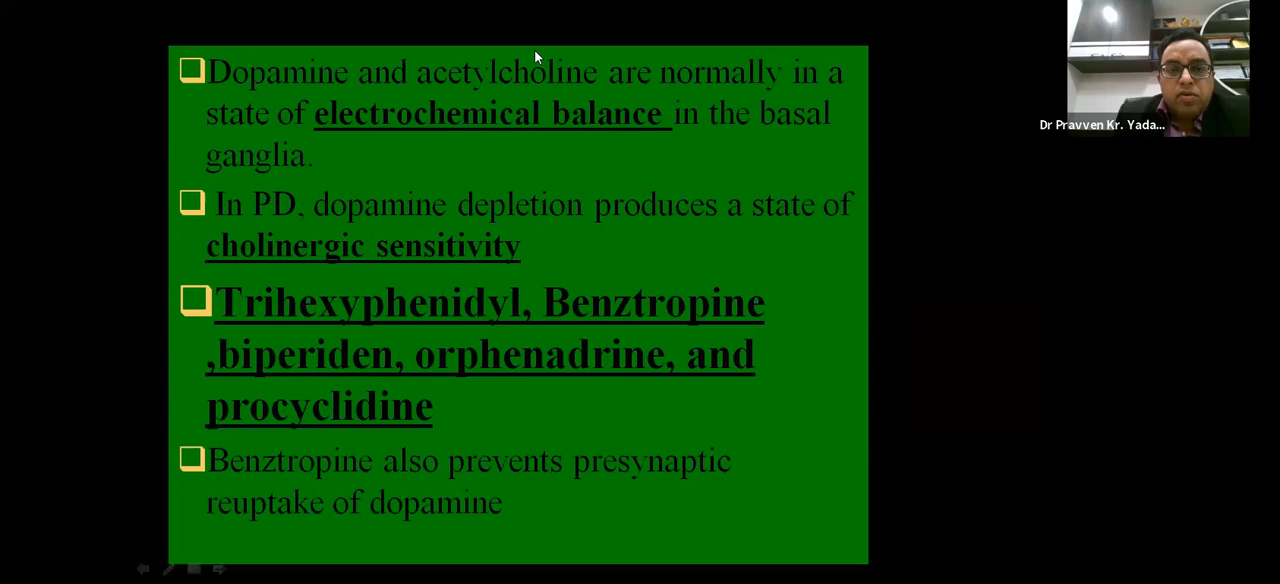 Dopamine and acetylcholine are normally in a
state of electrochemical balance in the basal
ganglia.
In PD, dopamine depletion produces a state of
cholinergic sensitivity
Trihexyphenidyl, Benztropine
,biperiden, orphenadrine, and
procyclidine
Benztropine also prevents presynaptic
reuptake of dopamine
Dr Pravven Kr. Yada...